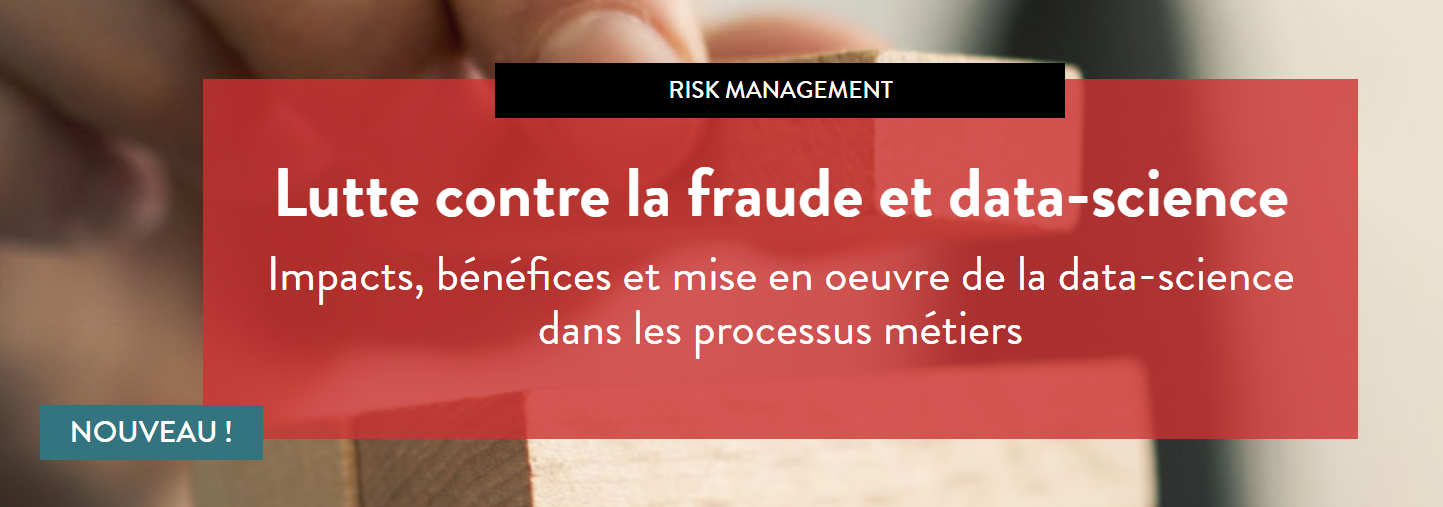 RISK MANAGEMENT
Lutte contre la fraude et data-science
Impacts, bénéfices et mise en oeuvre de la data-science
dans les processus métiers
NOUVEAU !